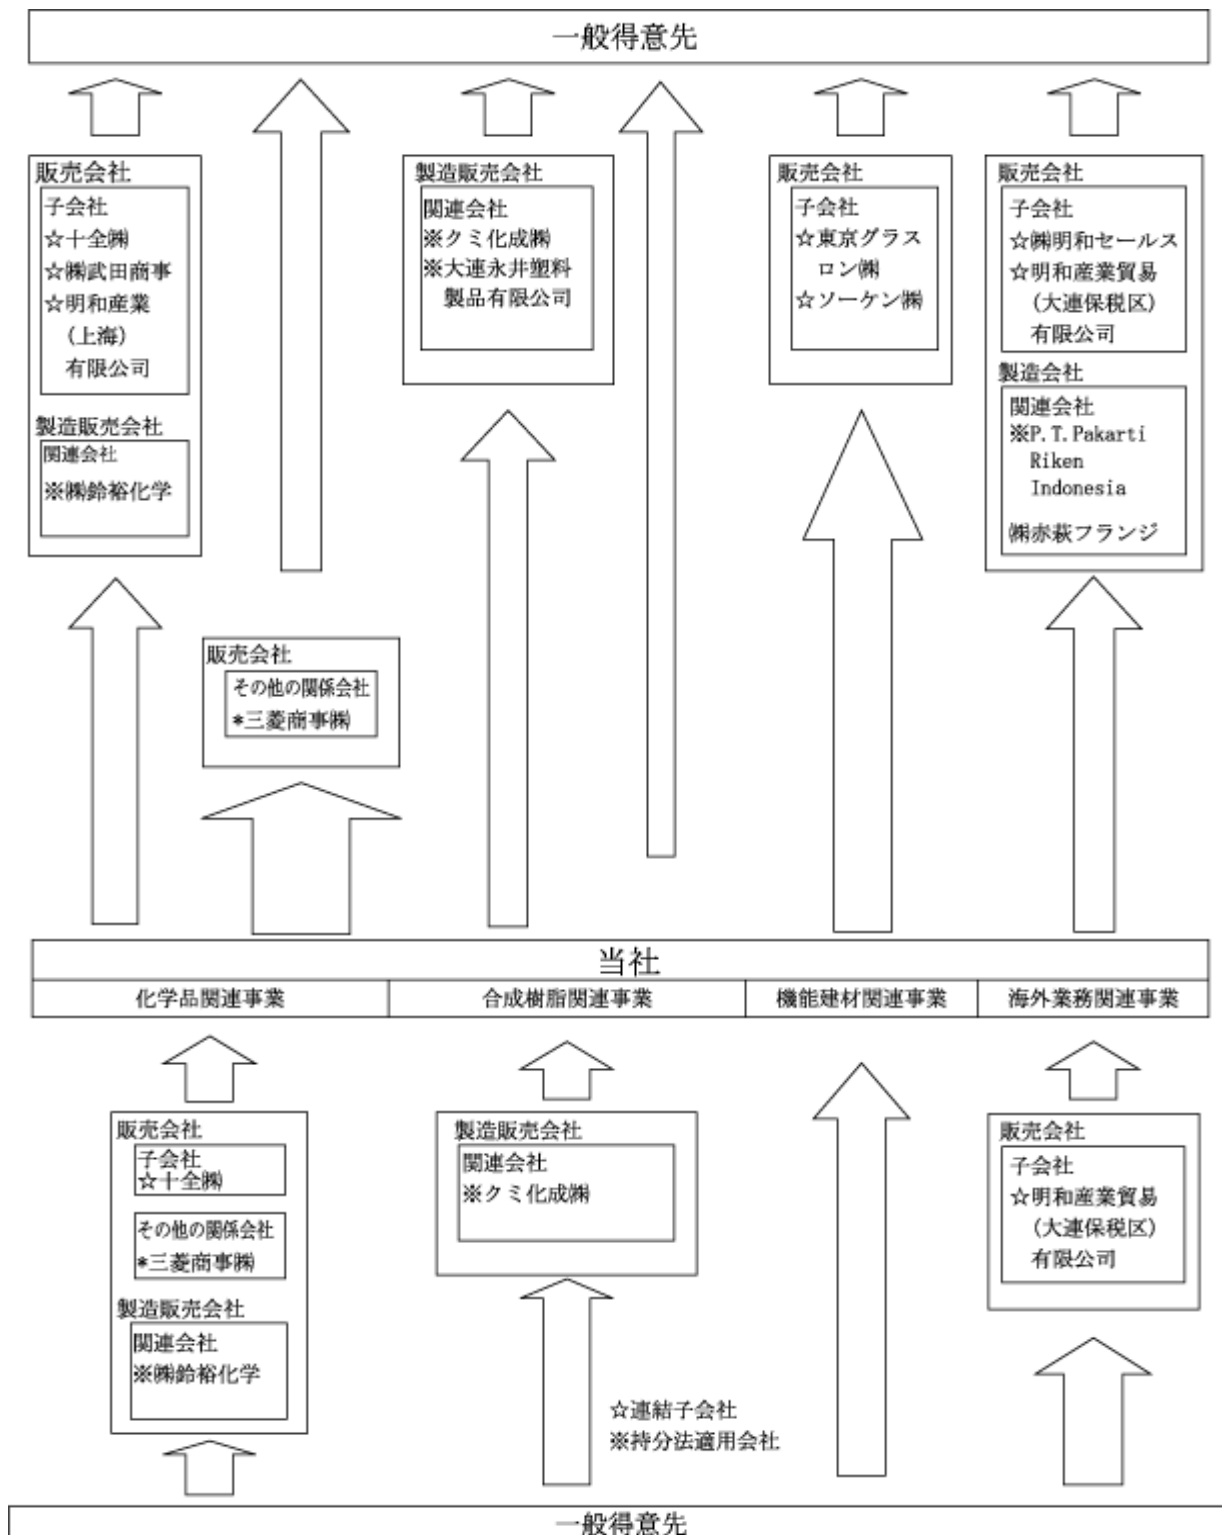 一般得意先
販売会社
子会社
☆十全㈱
☆㈱武田商事
☆明和産業
(上海)
有限公司
製造販売会社
関連会社
※㈱鈴裕化学
製造販売会社
関連会社
※クミ化成㈱
※大連永井塑料
製品有限公司
販売会社
子会社
☆東京グラス
ロン㈱
☆ソーケン㈱
販売会社
子会社
☆㈱明和セールス
☆明和産業貿易
(大連保税区)
有限公司
製造会社
関連会社
※P.T.Pakarti
Riken
Indonesia
㈱赤萩フランジ
販売会社
その他の関係会社
*三菱商事㈱
当社
化学品関連事業
合成樹脂関連事業
機能建材関連事業
海外業務関連事業
販売会社
子会社
☆十全㈱
その他の関係会社
*三菱商事㈱
製造販売会社
関連会社
※㈱鈴裕化学
製造販売会社
関連会社
※クミ化成㈱
販売会社
子会社
☆明和産業貿易
(大連保税区)
有限公司
☆連結子会社
※持分法適用会社
一般得意先